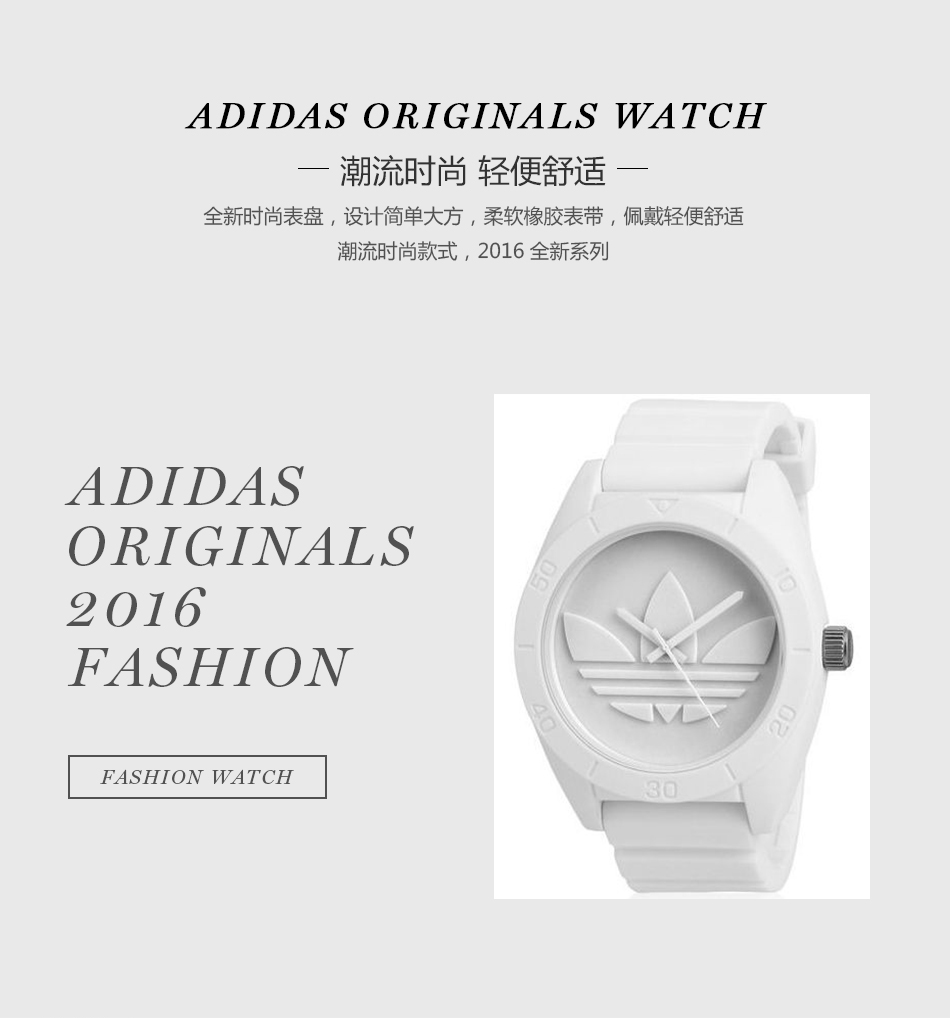 ADIDAS ORIGINALS WATCH
— 潮流时尚 轻便舒适 —
全新时尚表盘，设计简单大方，柔软橡胶表带，佩戴轻便舒适
潮流时尚款式，2016 全新系列
ADIDAS
ORIGINALS
2016
FASHION
FASHION WATCH
50
10
40
20
30